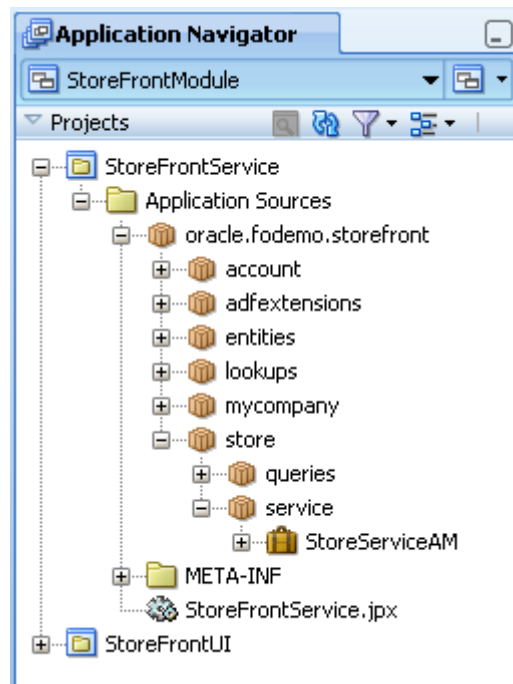 Application Navigator
StoreFrontModule
Projects
StoreFrontService
Application Sources
oracle.fodemo.storefront
account
adfextensions
entities
lookups
mycompany
store
queries
service
StoreServiceAM
META-INF
StoreFrontService.jpx
StoreFrontUI